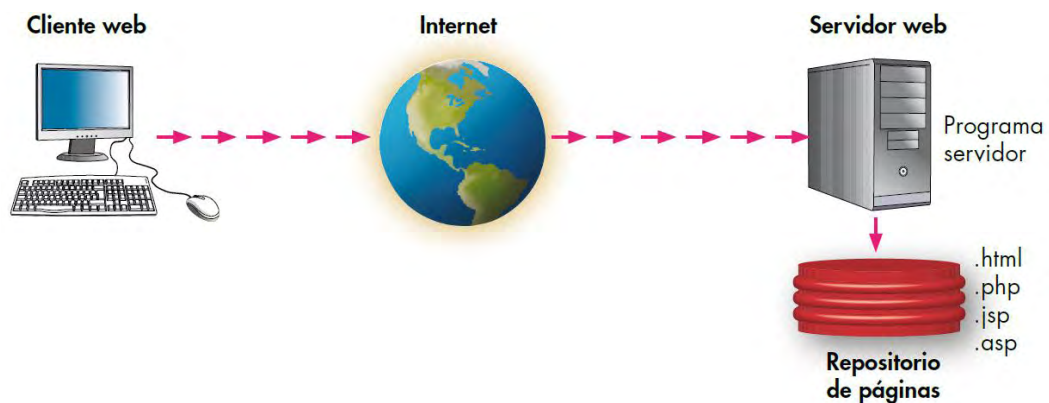 Cliente web
Internet
Servidor web
Programa
servidor
.html
.php
.jsp
.asp
Repositorio
de páginas